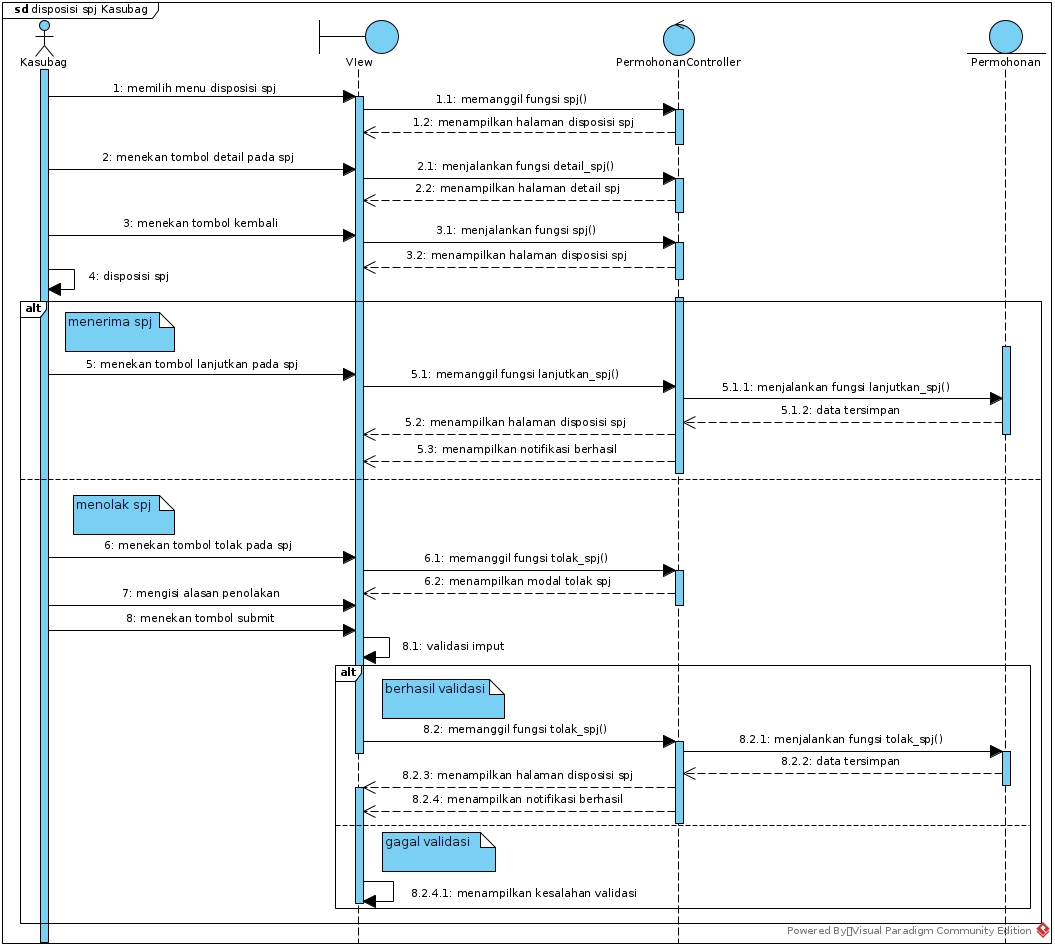 sd disposisi spj Kasubag
Kasubag
VIew
PermohonanController
Permohonan
1: memilih menu disposisi spj
1.1: memanggil fungsi spj()
1.2: menampilkan halaman disposisi spj
2: menekan tombol detail pada spj
2.1: menjalankan fungsi detail_spj()
2.2: menampilkan halaman detail spj
3: menekan tombol kembali
3.1: menjalankan fungsi spj()
3.2: menampilkan halaman disposisi spj
4: disposisi spj
alt
menerima spj
5: menekan tombol lanjutkan pada spj
5.1: memanggil fungsi lanjutkan_spj()
5.1.1: menjalankan fungsi lanjutkan_spj()
5.1.2: data tersimpan
5.2: menampilkan halaman disposisi spj
5.3: menampilkan notifikasi berhasil
menolak spj
6: menekan tombol tolak pada spj
6.1: memanggil fungsi tolak_spj()
6.2: menampilkan modal tolak spj
7: mengisi alasan penolakan
8: menekan tombol submit
8.1: validasi imput
alt
berhasil validasi
8.2: memanggil fungsi tolak_spj()
8.2.1: menjalankan fungsi tolak_spj()
8.2.2: data tersimpan
8.2.3: menampilkan halaman disposisi spj
8.2.4: menampilkan notifikasi berhasil
gagal validasi
8.2.4.1: menampilkan kesalahan validasi
Powered By Visual Paradigm Community Edition